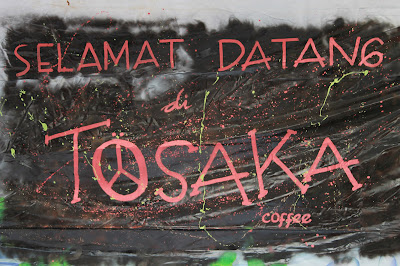 SELAMAT DATANG
di
TOSAKA
coffee